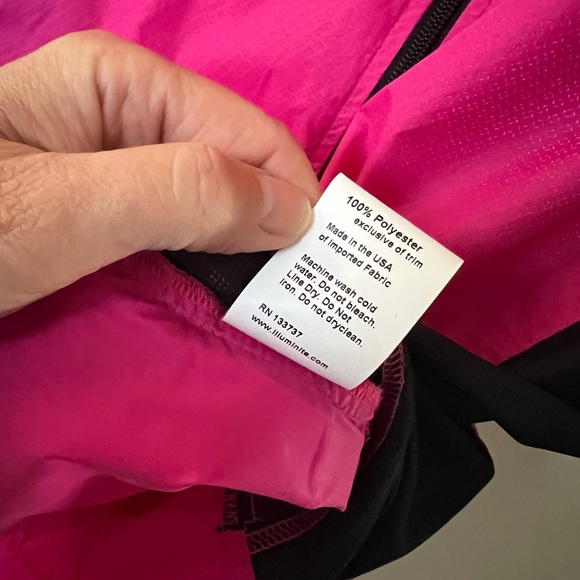 100% Polyester
exclusive of trim
Made in the USA
of Imported Fabric
Machine wash cold
water. Do not bleach.
Line Dry. Do Not
iron. Do not dryclean.
RN 133737
www.illuminite.com